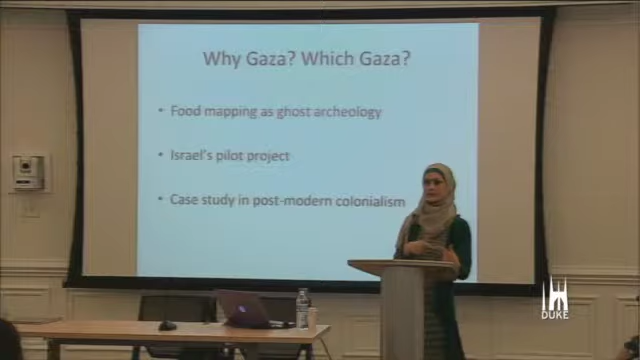 Why Gaza? Which Gaza?
• Food mapping as ghost archeology
• Israel's pilot project
• Case study in post-modern colonialism
DUKE